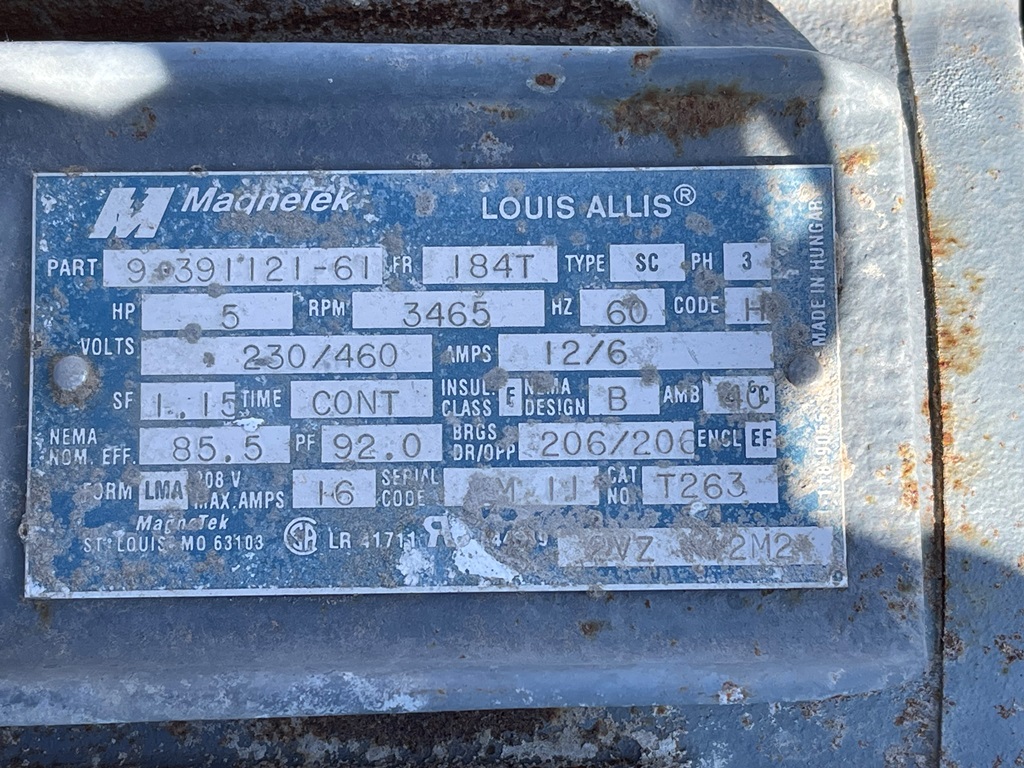 MagneTek LOUIS ALLIS®
PART 9-391121-61 FR 184T TYPE SC PH 3
HP 5 RPM 3465 HZ 60 CODE H
VOLTS 230/460 AMPS 12/6
SF 1.15 TIME CONT INSUL. CLASS F NEMA DESIGN B AMB 40°C
NEMA NOM. EFF. 85.5 PF 92.0 BRGS DR/OPP 206/206 ENCL EF
FORM LMA 208 V MAX.AMPS 16 SERIAL CODE M 11 CAT NO. T263
MagneTek
ST. LOUIS, MO 63103 LR 41711
2VZ 2M2
MADE IN HUNGARY